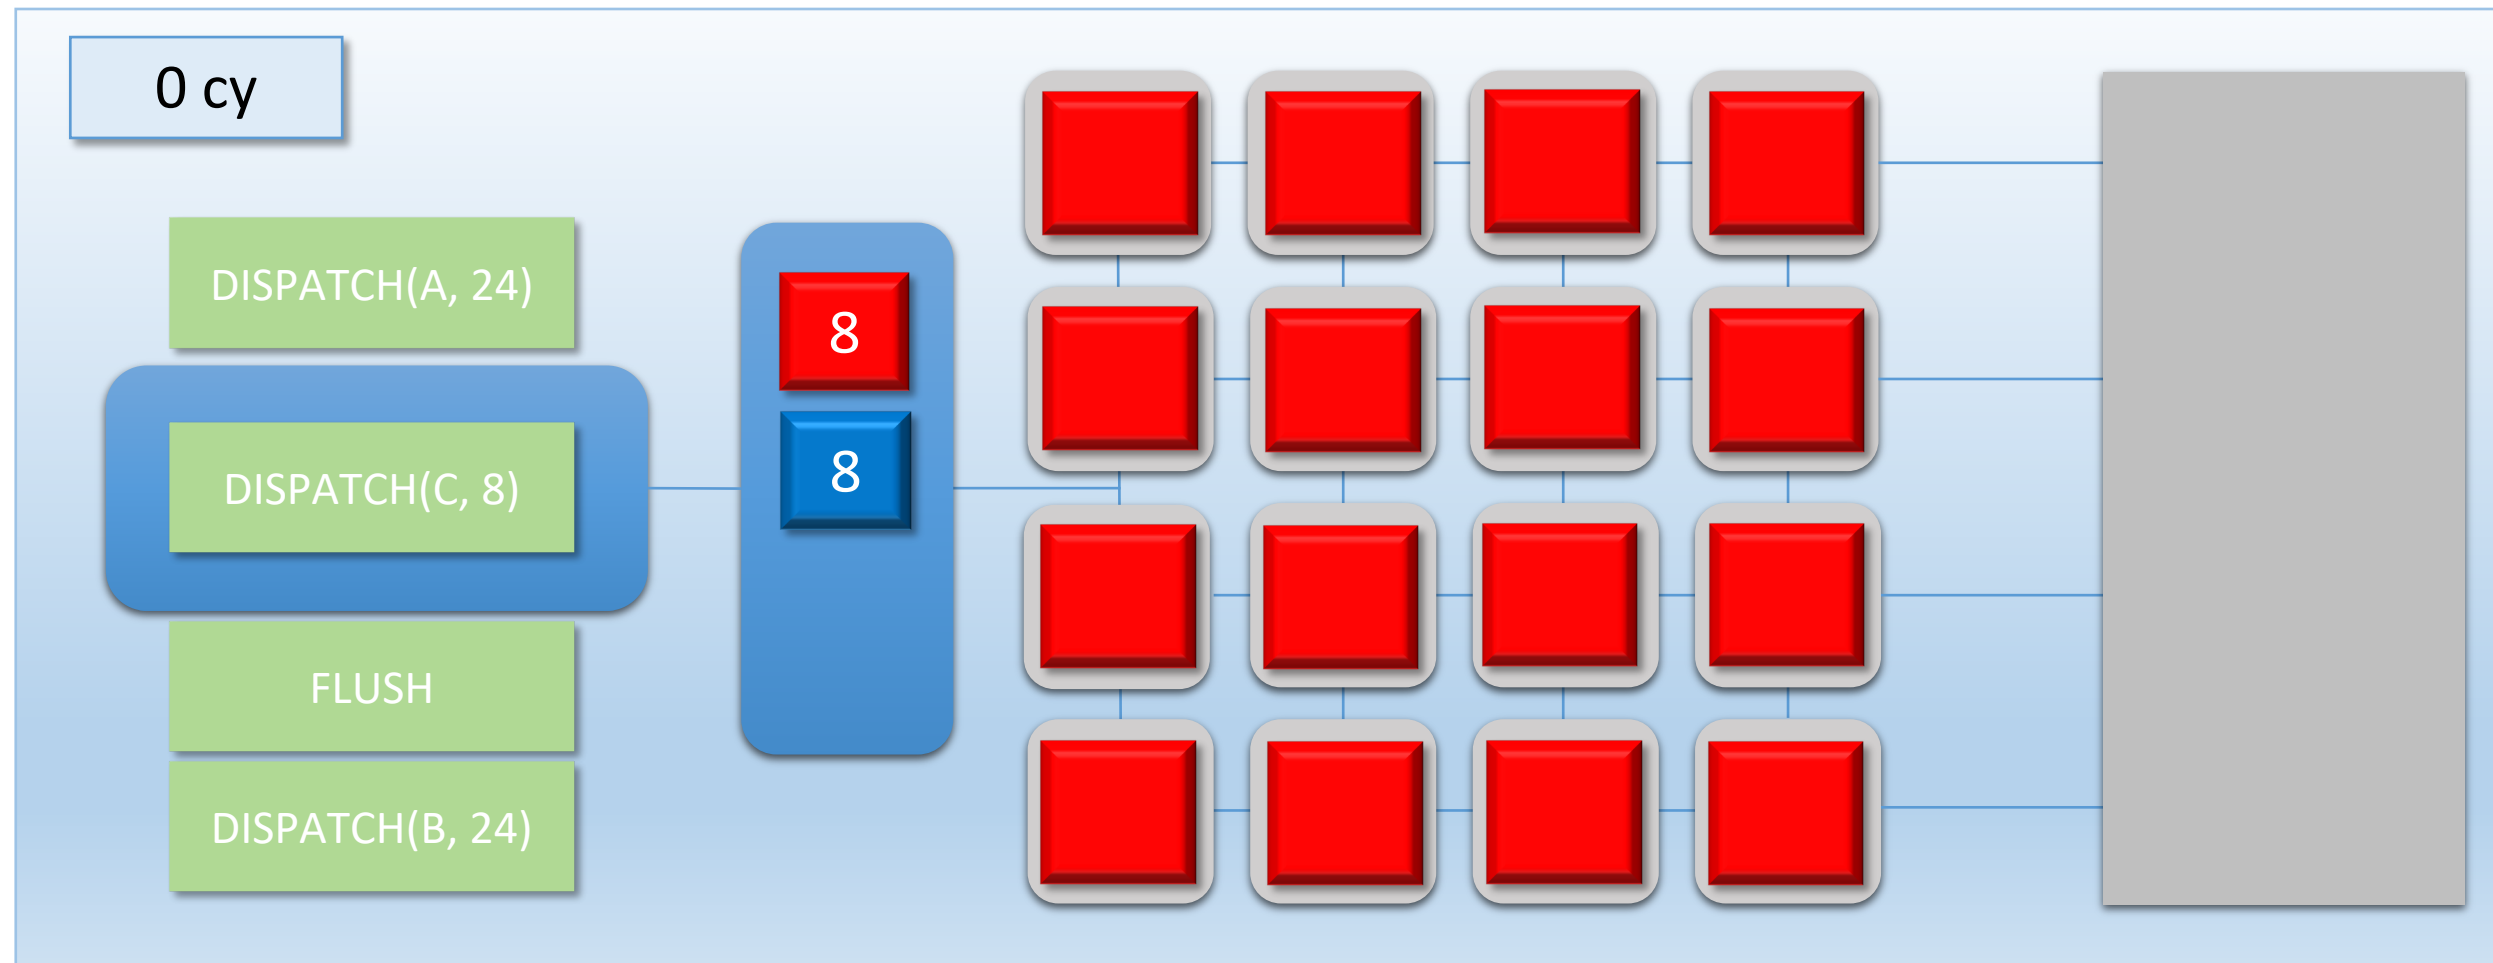 0 cy
DISPATCH(A, 24)
DISPATCH(C, 8)
FLUSH
DISPATCH(B, 24)
8
8